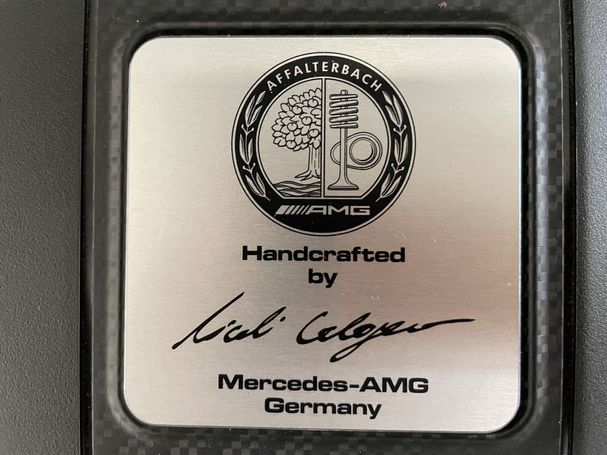 AFFALTERBACH
AMG
Handcrafted
by
Mercedes-AMG
Germany